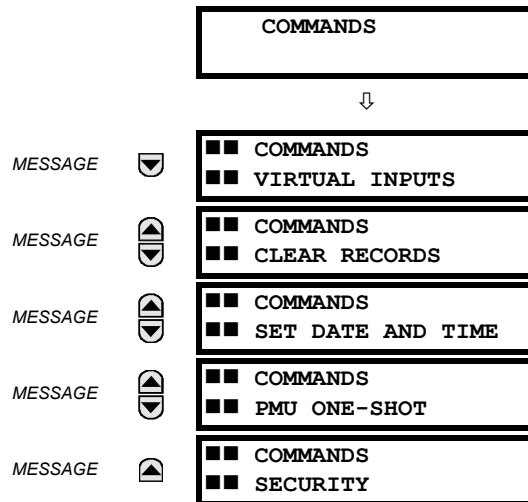 COMMANDS
⇩
MESSAGE
■■ COMMANDS
■■ VIRTUAL INPUTS
MESSAGE
■■ COMMANDS
■■ CLEAR RECORDS
MESSAGE
■■ COMMANDS
■■ SET DATE AND TIME
MESSAGE
■■ COMMANDS
■■ PMU ONE-SHOT
MESSAGE
■■ COMMANDS
■■ SECURITY